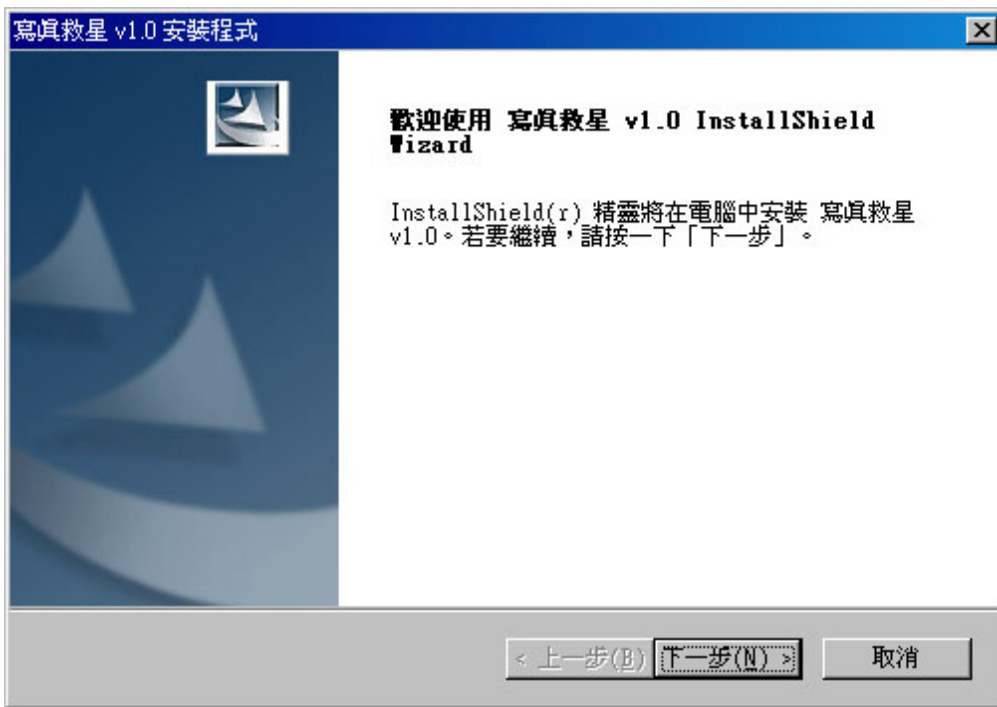 寫眞救星 v1.0 安裝程式
歡迎使用 寫眞救星 v1.0 InstallShield
Wizard
InstallShield(r) 精靈將在電腦中安裝 寫眞救星
v1.0。若要繼續，請按一下「下一步」。
< 上一步(B) 下一步(N) > 取消